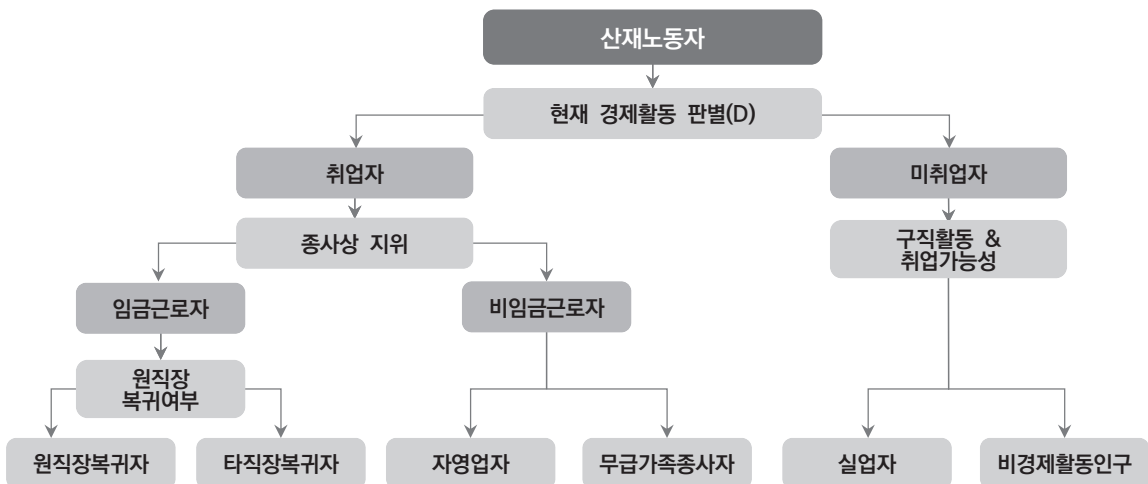 산재노동자
현재 경제활동 판별(D)
취업자
미취업자
종사상 지위
구직활동 &
취업가능성
임금근로자
비임금근로자
원직장
복귀여부
원직장복귀자
타직장복귀자
자영업자
무급가족종사자
실업자
비경제활동인구